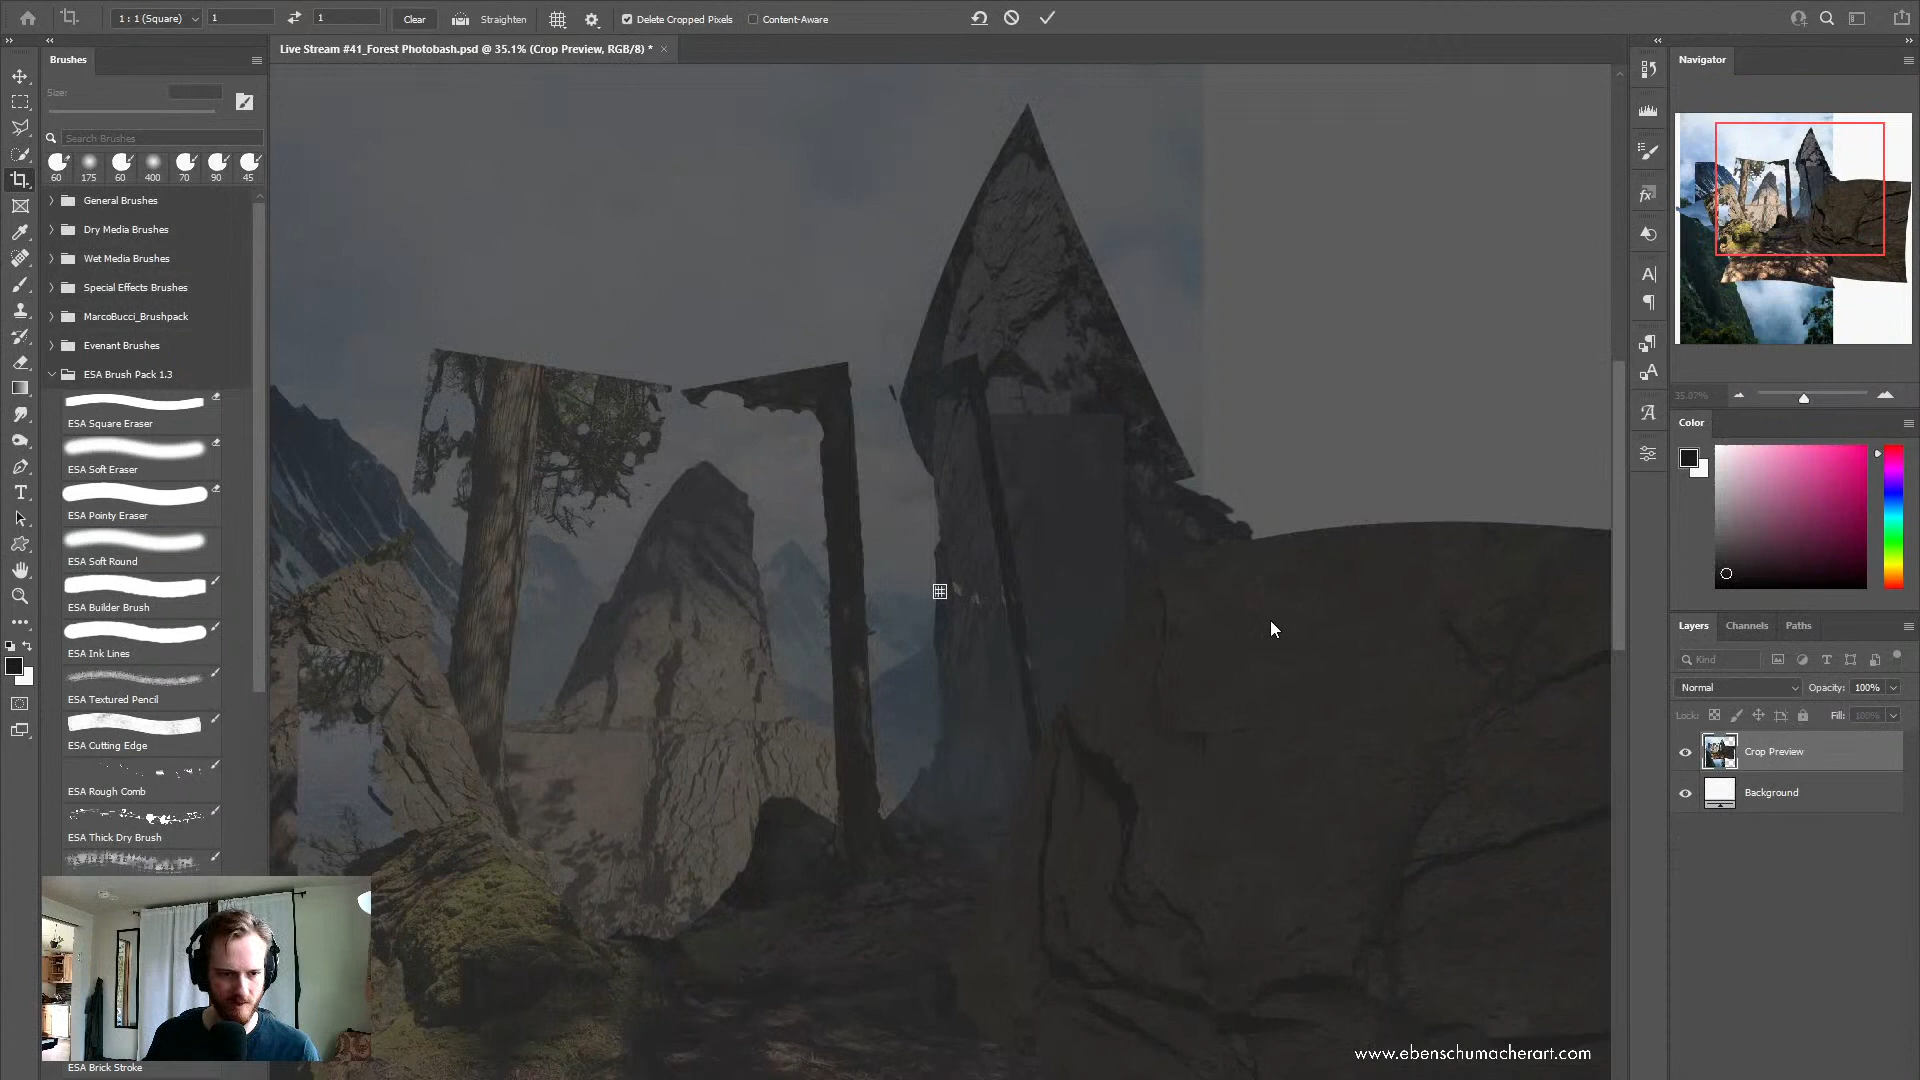 1 : 1 (Square)
1
1
Clear
Straighten
Delete Cropped Pixels
Content-Aware
Brushes
Live Stream #41_Forest Photobash.psd @ 35.1% (Crop Preview, RGB/8) *
Navigator
Size:
Search Brushes
60
175
60
400
70
90
45
General Brushes
Dry Media Brushes
Wet Media Brushes
Special Effects Brushes
MarcoBucci_Brushpack
Evenant Brushes
ESA Brush Pack 1.3
ESA Square Eraser
ESA Soft Eraser
ESA Pointy Eraser
ESA Soft Round
ESA Builder Brush
ESA Ink Lines
ESA Textured Pencil
ESA Cutting Edge
ESA Rough Comb
ESA Thick Dry Brush
ESA Brick Stroke
35.07%
Color
Layers
Channels
Paths
Kind
Normal
Opacity:
100%
Lock:
Fill:
100%
Crop Preview
Background
www.ebenschumacherart.com